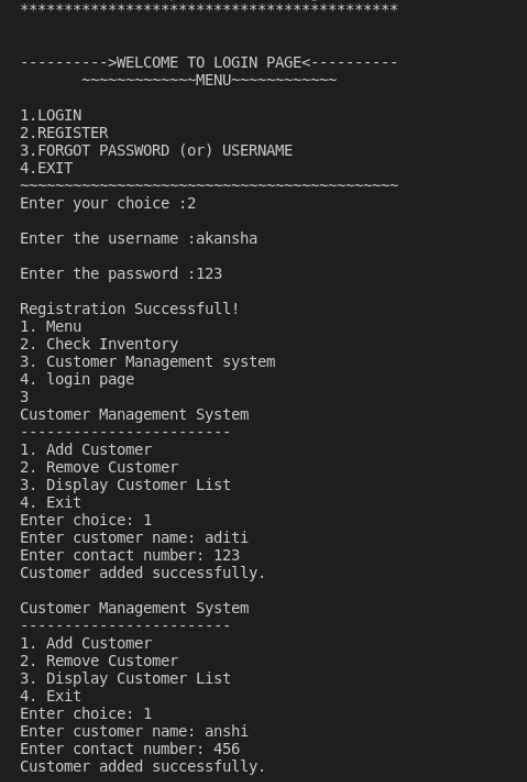 *******************************************
---------->WELCOME TO LOGIN PAGE<----------
~~~~~~~~~~~~~MENU~~~~~~~~~~~~
1.LOGIN
2.REGISTER
3.FORGOT PASSWORD (or) USERNAME
4.EXIT
~~~~~~~~~~~~~~~~~~~~~~~~~~~~~~~~~~~~~~~~~~~
Enter your choice :2
Enter the username :akansha
Enter the password :123
Registration Successfull!
1. Menu
2. Check Inventory
3. Customer Management system
4. login page
3
Customer Management System
------------------------
1. Add Customer
2. Remove Customer
3. Display Customer List
4. Exit
Enter choice: 1
Enter customer name: aditi
Enter contact number: 123
Customer added successfully.
Customer Management System
------------------------
1. Add Customer
2. Remove Customer
3. Display Customer List
4. Exit
Enter choice: 1
Enter customer name: anshi
Enter contact number: 456
Customer added successfully.